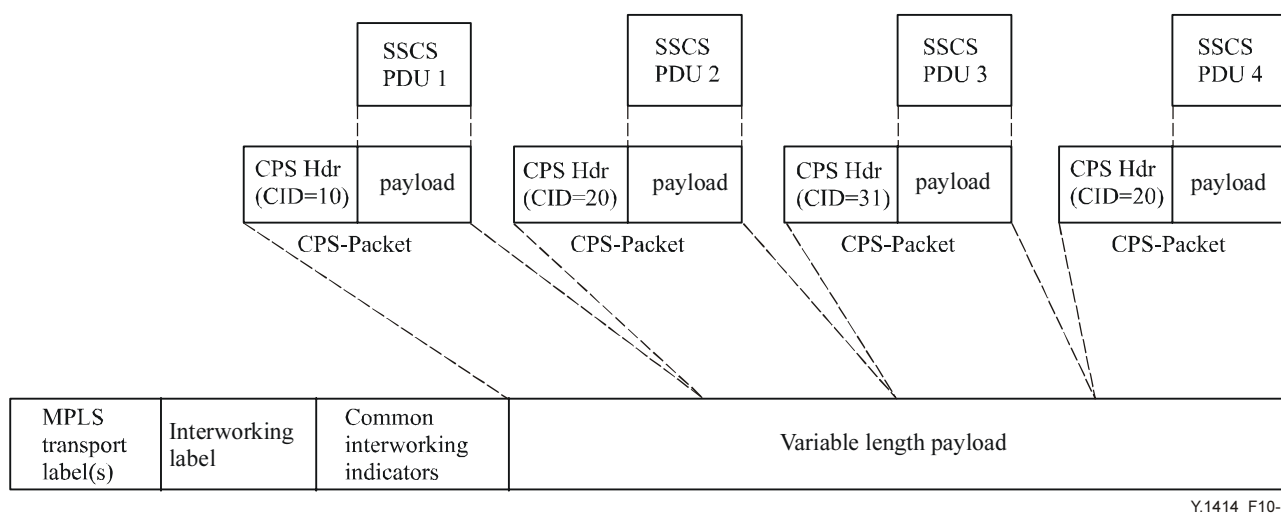 SSCS
PDU 1
SSCS
PDU 2
SSCS
PDU 3
SSCS
PDU 4
CPS Hdr
(CID=10)
payload
CPS Hdr
(CID=20)
payload
CPS Hdr
(CID=31)
payload
CPS Hdr
(CID=20)
payload
CPS-Packet
CPS-Packet
CPS-Packet
CPS-Packet
MPLS
transport
label(s)
Interworking
label
Common
interworking
indicators
Variable length payload
Y.1414_F10-